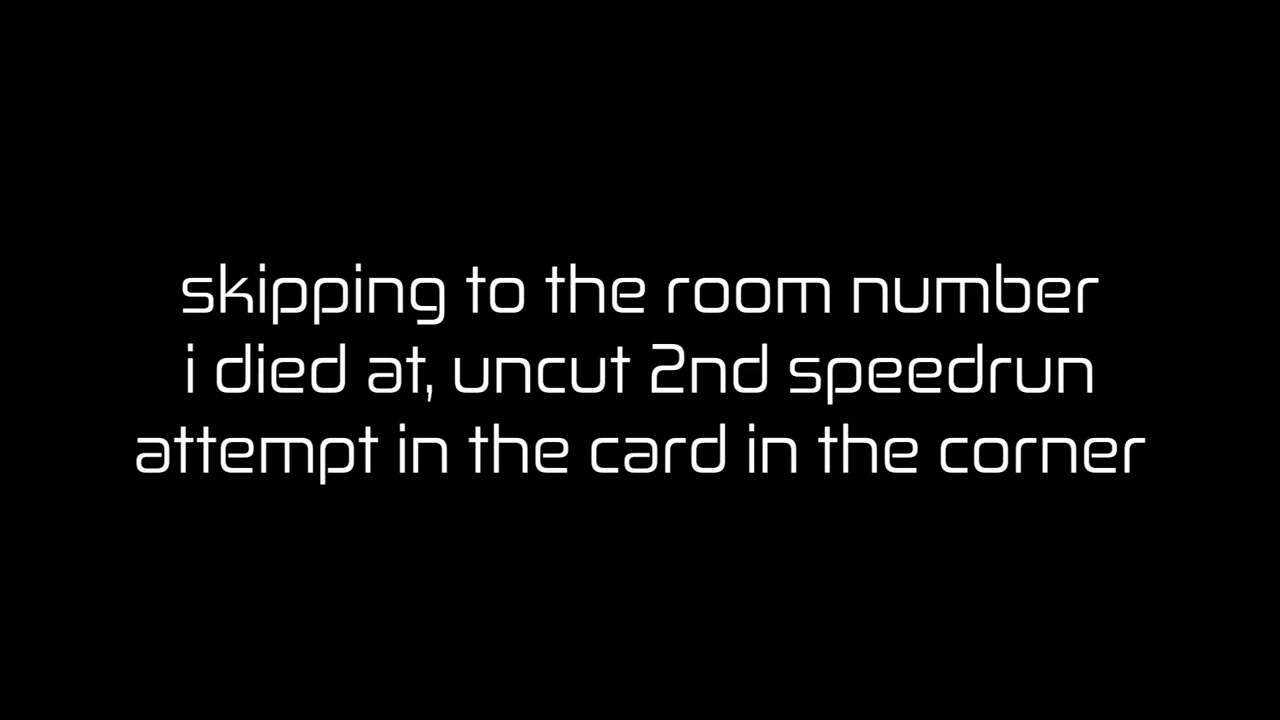 skipping to the room number
i died at, uncut 2nd speedrun
attempt in the card in the corner